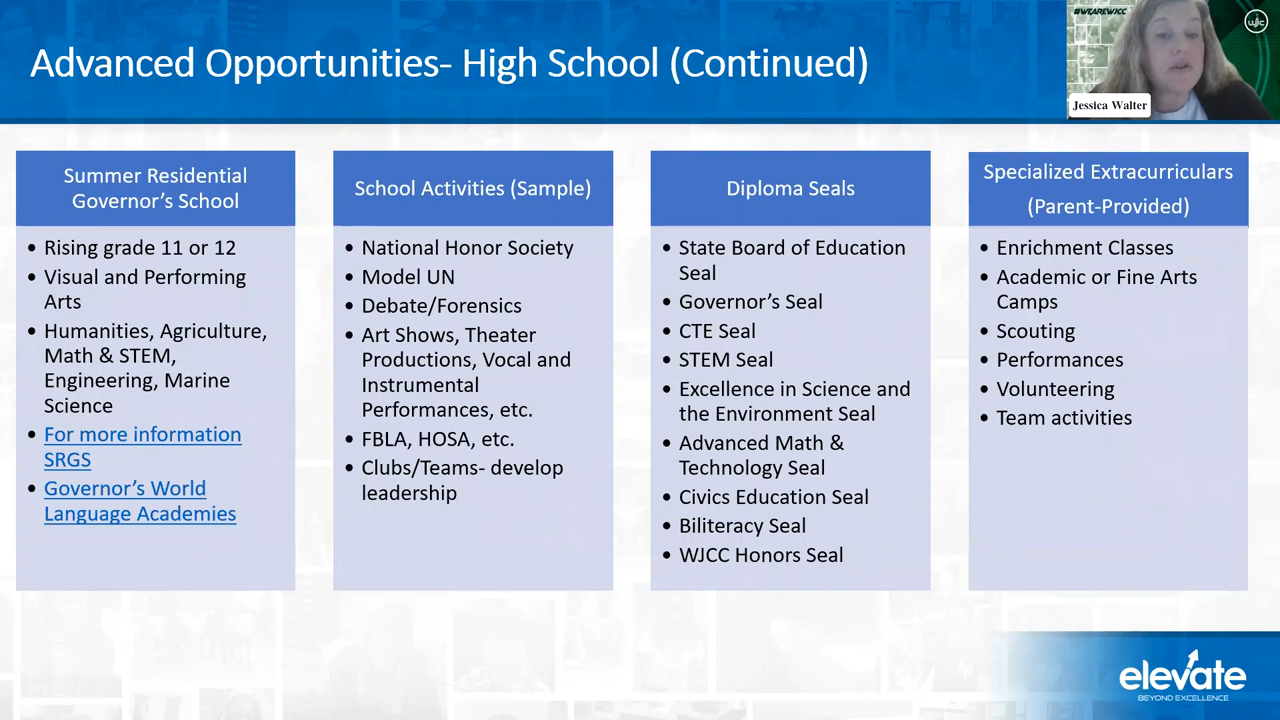 Advanced Opportunities- High School (Continued)
#WEAREWJCC
wjc
Jessica Walter
Summer Residential
Governor's School
• Rising grade 11 or 12
• Visual and Performing
Arts
• Humanities, Agriculture,
Math & STEM,
Engineering, Marine
Science
• For more information
SRGS
• Governor's World
Language Academies
School Activities (Sample)
• National Honor Society
• Model UN
• Debate/Forensics
• Art Shows, Theater
Productions, Vocal and
Instrumental
Performances, etc.
• FBLA, HOSA, etc.
• Clubs/Teams- develop
leadership
Diploma Seals
• State Board of Education
Seal
• Governor's Seal
• CTE Seal
• STEM Seal
• Excellence in Science and
the Environment Seal
• Advanced Math &
Technology Seal
• Civics Education Seal
• Biliteracy Seal
• WJCC Honors Seal
Specialized Extracurriculars
(Parent-Provided)
• Enrichment Classes
• Academic or Fine Arts
Camps
• Scouting
• Performances
• Volunteering
• Team activities
elevate
BEYOND EXCELLENCE